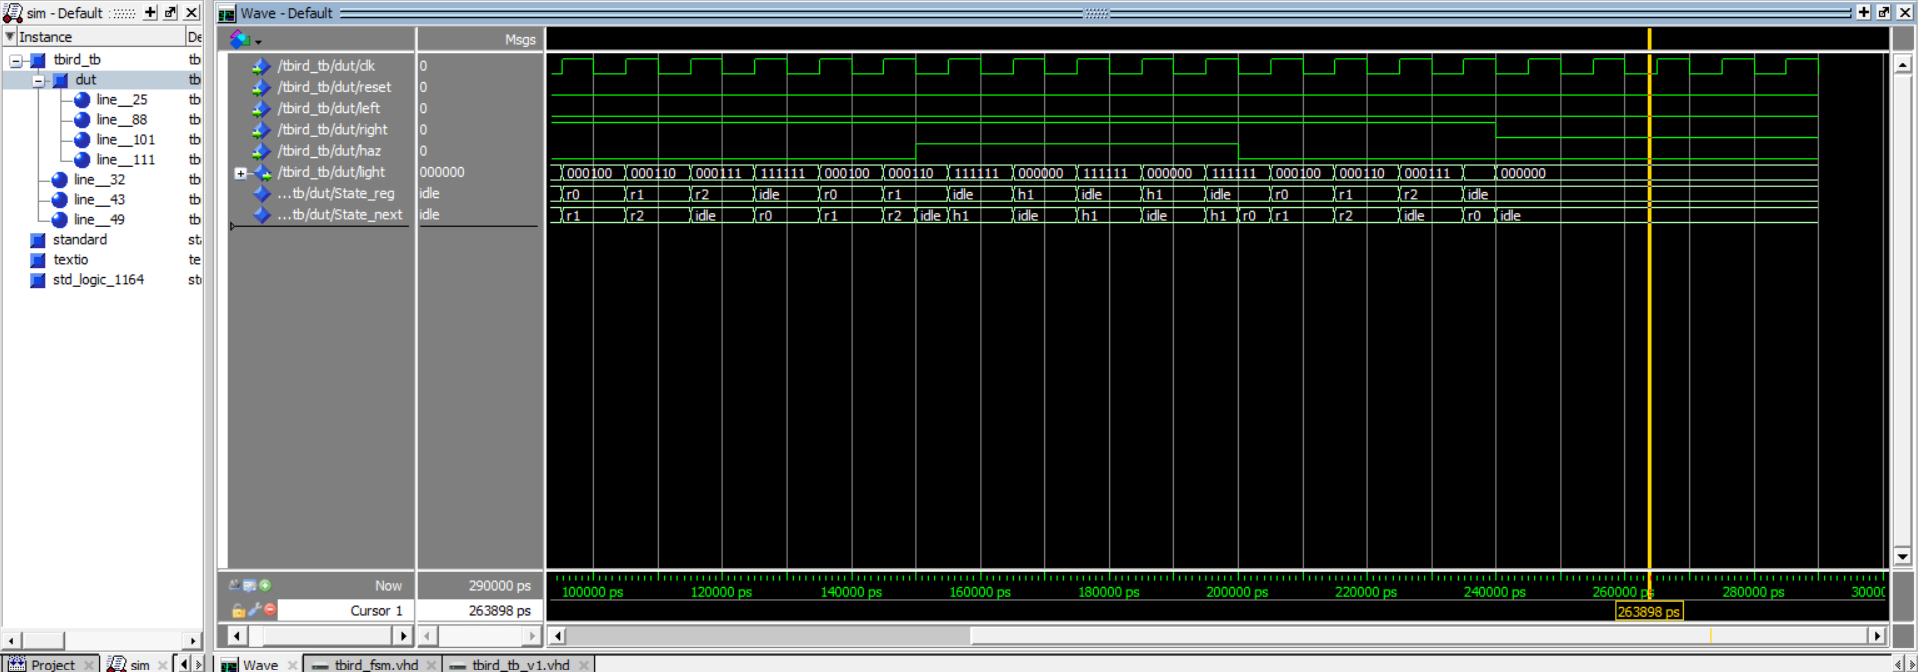 sim - Default
Wave - Default
Instance
De
Msgs
tbird_tb
tb
dut
tb
line__25
tb
line__88
tb
line__101
tb
line__111
tb
line__32
tb
line__43
tb
line__49
tb
standard
sta
textio
te
std_logic_1164
st
/tbird_tb/dut/clk 0
/tbird_tb/dut/reset 0
/tbird_tb/dut/left 0
/tbird_tb/dut/right 0
/tbird_tb/dut/haz 0
/tbird_tb/dut/light 000000 000100 000110 000111 111111 000100 000110 111111 000000 111111 000000 111111 000100 000110 000111 000000
...tb/dut/State_reg idle r0 r1 r2 idle r0 r1 idle h1 idle h1 idle r0 r1 r2 idle
...tb/dut/State_next idle r1 r2 idle r0 r1 r2 idle h1 idle h1 idle h1 r0 r1 r2 idle r0 idle
Now 290000 ps
100000 ps 120000 ps 140000 ps 160000 ps 180000 ps 200000 ps 220000 ps 240000 ps 260000 ps 280000 ps 30000
Cursor 1 263898 ps
263898 ps
Project sim Wave tbird_fsm.vhd tbird_tb_v1.vhd